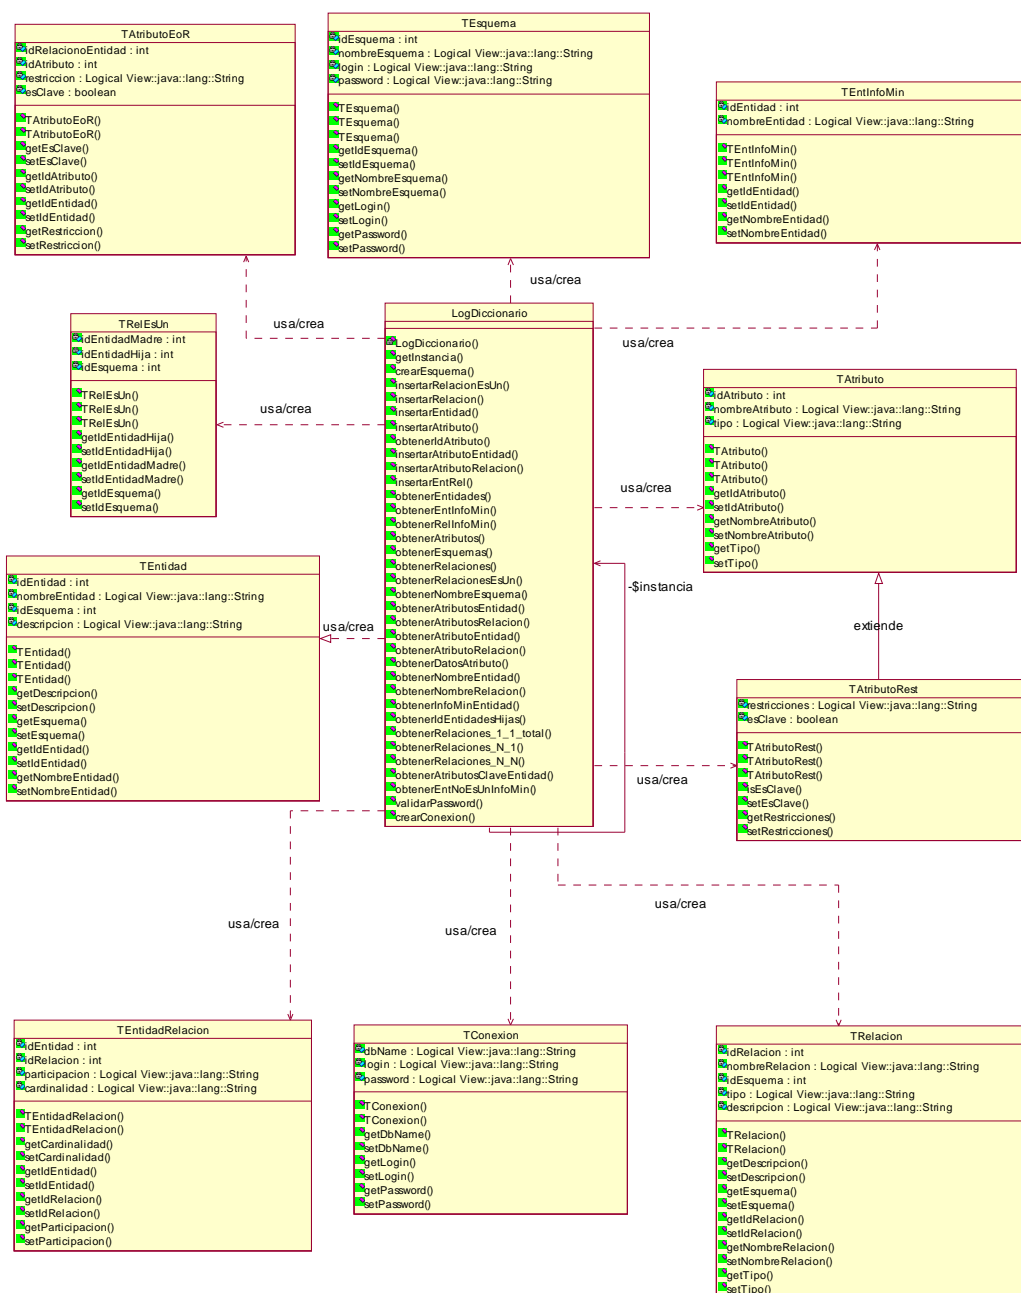 TAtributoEoR
idRelacionoEntidad : int
idAtributo : int
restriccion : Logical View::java::lang::String
esClave : boolean
TAtributoEoR()
TAtributoEoR()
getEsClave()
setEsClave()
getIdAtributo()
setIdAtributo()
getIdEntidad()
setIdEntidad()
getRestriccion()
setRestriccion()
TEsquema
idEsquema : int
nombreEsquema : Logical View::java::lang::String
login : Logical View::java::lang::String
password : Logical View::java::lang::String
TEsquema()
TEsquema()
TEsquema()
getIdEsquema()
setIdEsquema()
getNombreEsquema()
setNombreEsquema()
getLogin()
setLogin()
getPassword()
setPassword()
TEntInfoMin
idEntidad : int
nombreEntidad : Logical View::java::lang::String
TEntInfoMin()
TEntInfoMin()
TEntInfoMin()
getIdEntidad()
setIdEntidad()
getNombreEntidad()
setNombreEntidad()
usa/crea
usa/crea
usa/crea
TRelEsUn
idEntidadMadre : int
idEntidadHija : int
idEsquema : int
TRelEsUn()
TRelEsUn()
TRelEsUn()
getIdEntidadHija()
setIdEntidadHija()
getIdEntidadMadre()
setIdEntidadMadre()
getIdEsquema()
setIdEsquema()
usa/crea
LogDiccionario
LogDiccionario()
getInstancia()
crearEsquema()
insertarRelacionEsUn()
insertarRelacion()
insertarEntidad()
insertarAtributo()
obtenerIdAtributo()
insertarAtributoEntidad()
insertarAtributoRelacion()
insertarEntRel()
obtenerEntidades()
obtenerEntInfoMin()
obtenerRelInfoMin()
obtenerAtributos()
obtenerEsquemas()
obtenerRelaciones()
obtenerRelacionesEsUn()
obtenerNombreEsquema()
obtenerAtributosEntidad()
obtenerAtributosRelacion()
obtenerAtributoEntidad()
obtenerAtributoRelacion()
obtenerDatosAtributo()
obtenerNombreEntidad()
obtenerNombreRelacion()
obtenerInfoMinEntidad()
obtenerIdEntidadesHijas()
obtenerRelaciones_1_1_total()
obtenerRelaciones_N_1()
obtenerRelaciones_N_N()
obtenerAtributosClaveEntidad()
obtenerEntNoEsUnInfoMin()
validarPassword()
crearConexion()
TAtributo
idAtributo : int
nombreAtributo : Logical View::java::lang::String
tipo : Logical View::java::lang::String
TAtributo()
TAtributo()
TAtributo()
getIdAtributo()
setIdAtributo()
getNombreAtributo()
setNombreAtributo()
getTipo()
setTipo()
usa/crea
-$instancia
extiende
TEntidad
idEntidad : int
nombreEntidad : Logical View::java::lang::String
idEsquema : int
descripcion : Logical View::java::lang::String
TEntidad()
TEntidad()
TEntidad()
getDescripcion()
setDescripcion()
getEsquema()
setEsquema()
getIdEntidad()
setIdEntidad()
getNombreEntidad()
setNombreEntidad()
usa/crea
TAtributoRest
restricciones : Logical View::java::lang::String
esClave : boolean
TAtributoRest()
TAtributoRest()
TAtributoRest()
isEsClave()
setEsClave()
getRestricciones()
setRestricciones()
usa/crea
usa/crea
usa/crea
usa/crea
TEntidadRelacion
idEntidad : int
idRelacion : int
participacion : Logical View::java::lang::String
cardinalidad : Logical View::java::lang::String
TEntidadRelacion()
TEntidadRelacion()
getCardinalidad()
setCardinalidad()
getIdEntidad()
setIdEntidad()
getIdRelacion()
setIdRelacion()
getParticipacion()
setParticipacion()
TConexion
dbName : Logical View::java::lang::String
login : Logical View::java::lang::String
password : Logical View::java::lang::String
TConexion()
TConexion()
getDbName()
setDbName()
getLogin()
setLogin()
getPassword()
setPassword()
TRelacion
idRelacion : int
nombreRelacion : Logical View::java::lang::String
idEsquema : int
tipo : Logical View::java::lang::String
descripcion : Logical View::java::lang::String
TRelacion()
TRelacion()
getDescripcion()
setDescripcion()
getEsquema()
setEsquema()
getIdRelacion()
setIdRelacion()
getNombreRelacion()
setNombreRelacion()
getTipo()
setTipo()